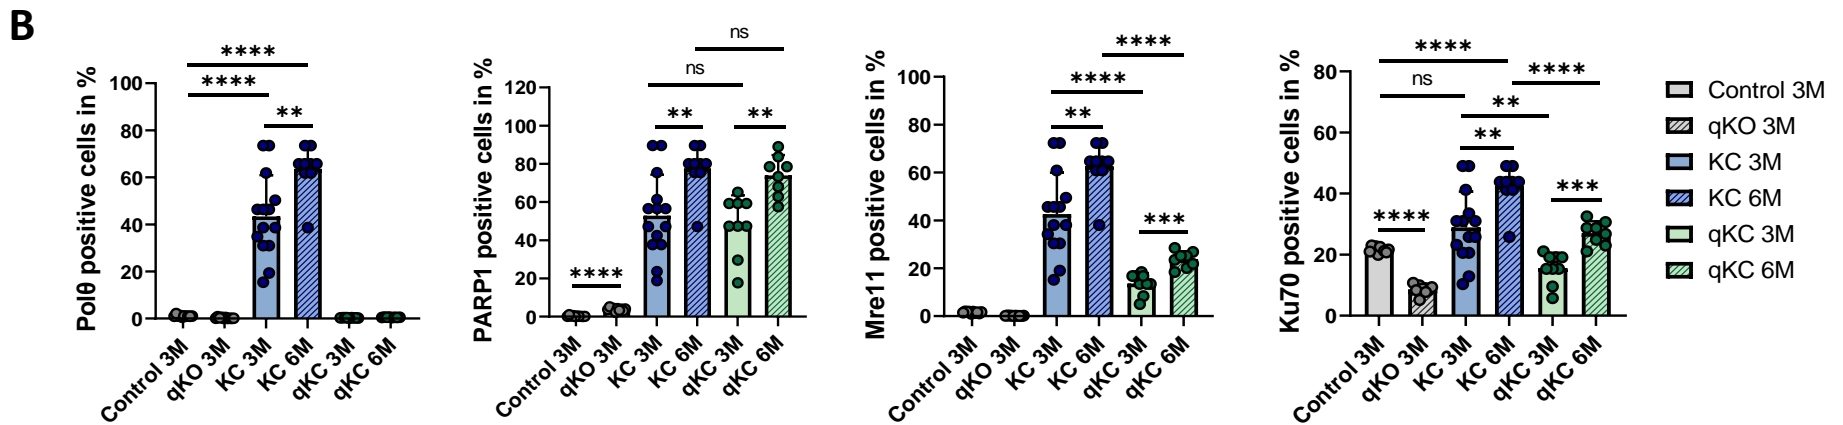 B
Polθ positive cells in %
100
80
60
40
20
0
****
****
**
Control 3M
qKO 3M
KC 3M
KC 6M
qKC 3M
qKC 6M
PARP1 positive cells in %
120
100
80
60
40
20
0
ns
ns
**
**
****
Control 3M
qKO 3M
KC 3M
KC 6M
qKC 3M
qKC 6M
Mre11 positive cells in %
100
80
60
40
20
0
****
****
**
***
Control 3M
qKO 3M
KC 3M
KC 6M
qKC 3M
qKC 6M
Ku70 positive cells in %
80
60
40
20
0
****
ns
****
**
**
***
****
Control 3M
qKO 3M
KC 3M
KC 6M
qKC 3M
qKC 6M
Control 3M
qKO 3M
KC 3M
KC 6M
qKC 3M
qKC 6M